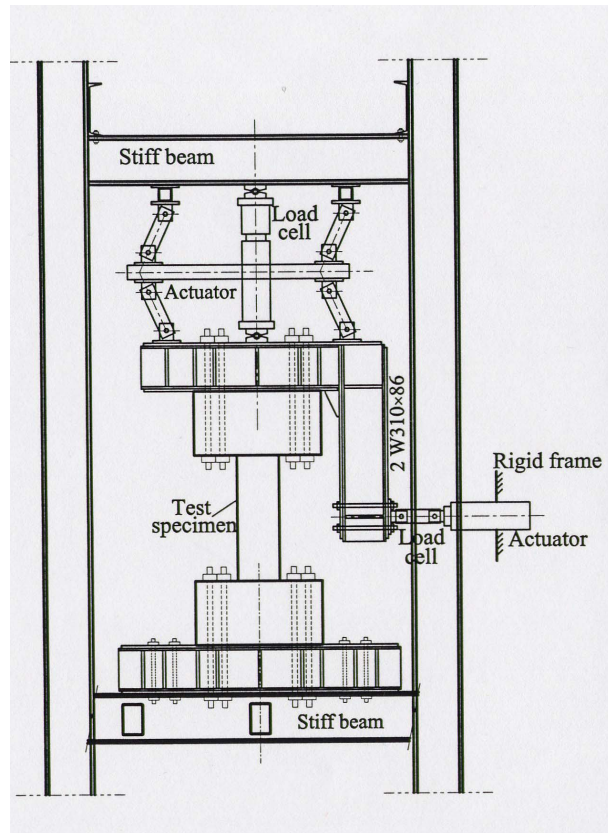 Stiff beam
Load
cell
Actuator
2 W310×86
Rigid frame
Test
specimen
Load
cell
Actuator
Stiff beam